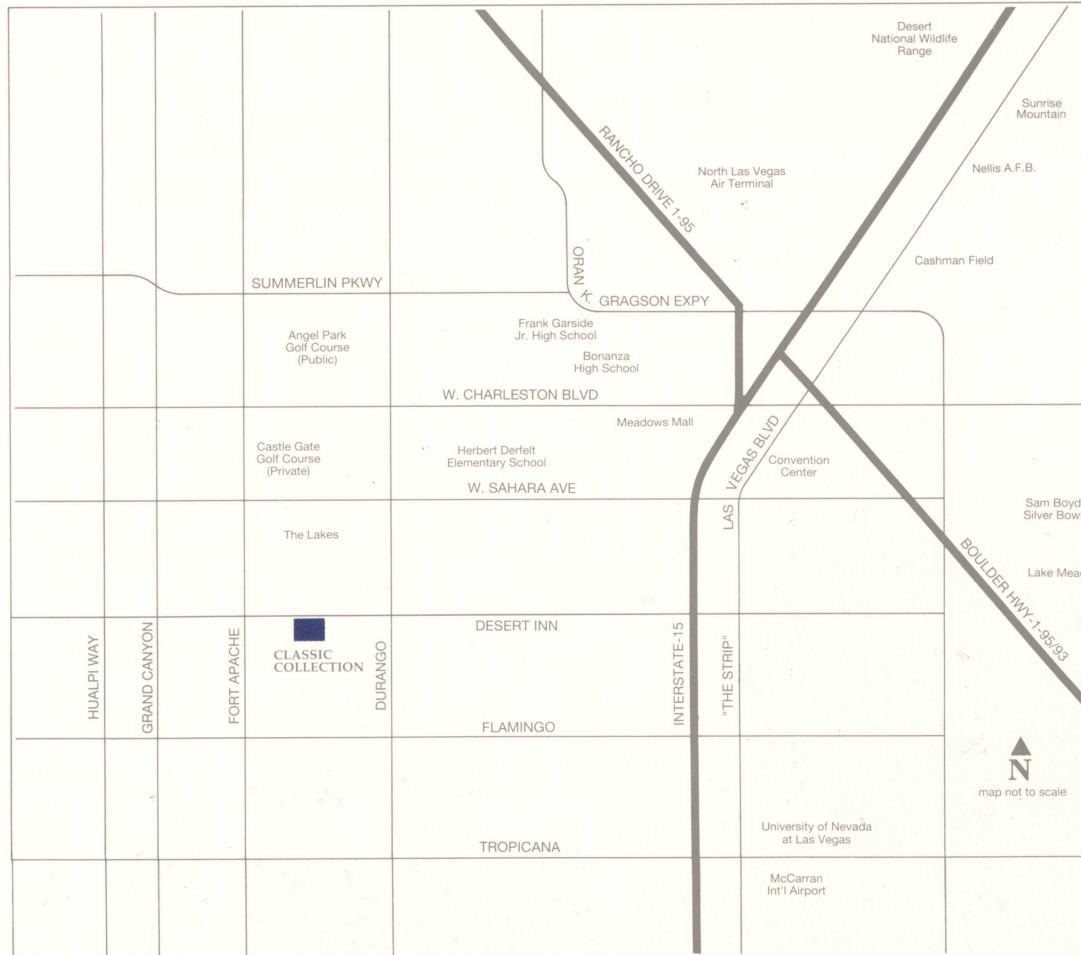 Desert
National Wildlife
Range
Sunrise
Mountain
RANCHO DRIVE 1-95
North Las Vegas
Air Terminal
Nellis A.F.B.
Cashman Field
SUMMERLIN PKWY
ORAN K.
GRAGSON EXPY
Angel Park
Golf Course
(Public)
Frank Garside
Jr. High School
Bonanza
High School
W. CHARLESTON BLVD
Meadows Mall
Castle Gate
Golf Course
(Private)
Herbert Derfelt
Elementary School
LAS VEGAS BLVD
Convention
Center
W. SAHARA AVE
Sam Boyd
Silver Bow
The Lakes
BOULDER HWY-1-95/93
Lake Mea
DESERT INN
CLASSIC
COLLECTION
HUALPI WAY
GRAND CANYON
FORT APACHE
DURANGO
INTERSTATE-15
"THE STRIP"
FLAMINGO
N
map not to scale
University of Nevada
at Las Vegas
TROPICANA
McCarran
Int'l Airport